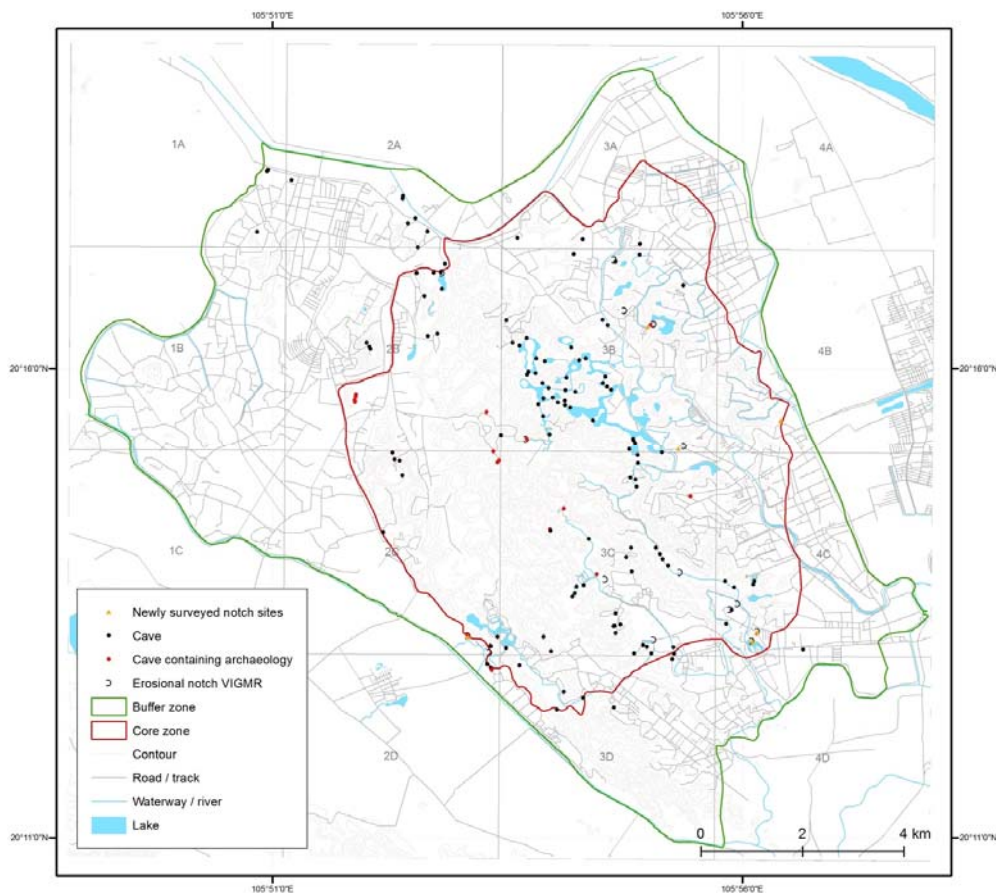 105°51'0"E 105°56'0"E
1A 2A 3A 4A
1B 2B 3B 4B
20°16'0"N 20°16'0"N
1C 2C 3C 4C
Newly surveyed notch sites
Cave
Cave containing archaeology
Erosional notch VIGMR
Buffer zone
Core zone
Contour
Road / track
Waterway / river
Lake
2D 3D 4D
0 2 4 km
20°11'0"N 20°11'0"N
105°51'0"E 105°56'0"E